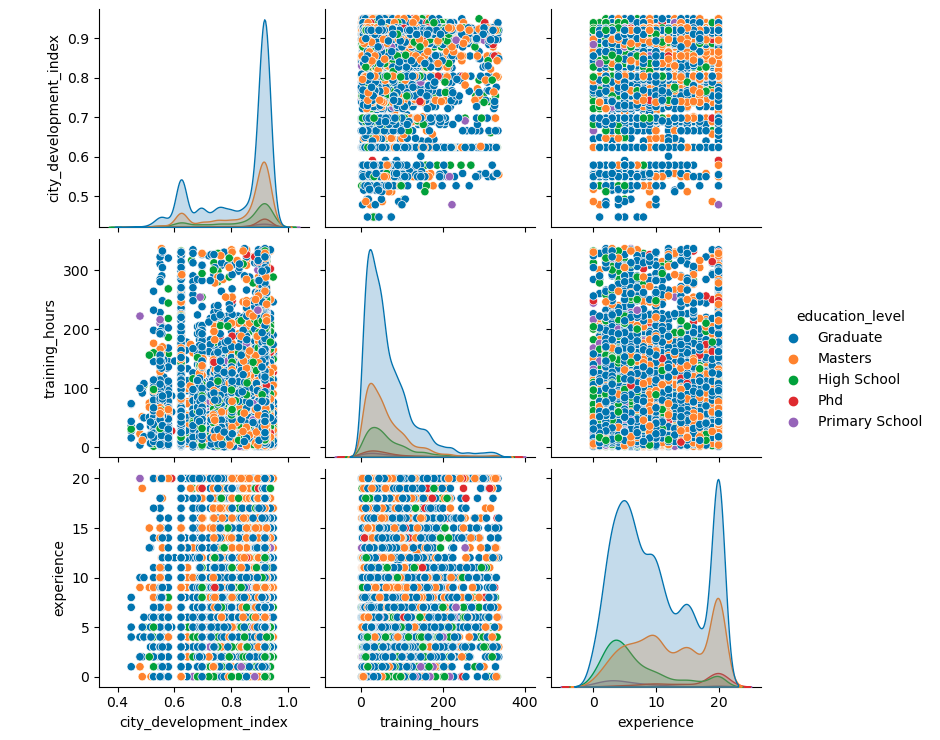 city_development_index
0.9
0.8
0.7
0.6
0.5
training_hours
300
200
100
0
experience
20
15
10
5
0
0.4 0.6 0.8 1.0
city_development_index
0 200 400
training_hours
0 10 20
experience
education_level
Graduate
Masters
High School
Phd
Primary School